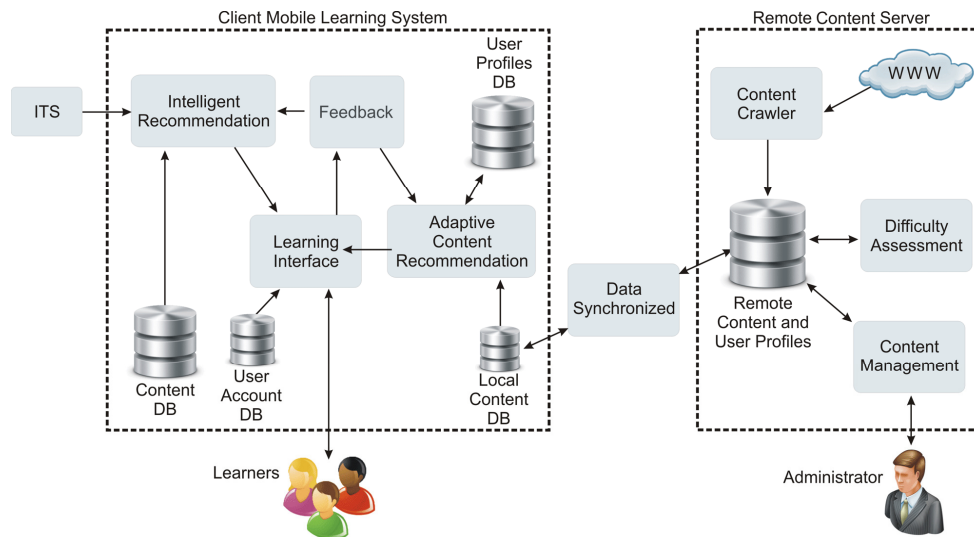 Client Mobile Learning System
Remote Content Server
ITS
Intelligent
Recommendation
Feedback
User
Profiles
DB
Learning
Interface
Adaptive
Content
Recommendation
Content
DB
User
Account
DB
Local
Content
DB
Data
Synchronized
Content
Crawler
WWW
Difficulty
Assessment
Remote
Content and
User Profiles
Content
Management
Learners
Administrator